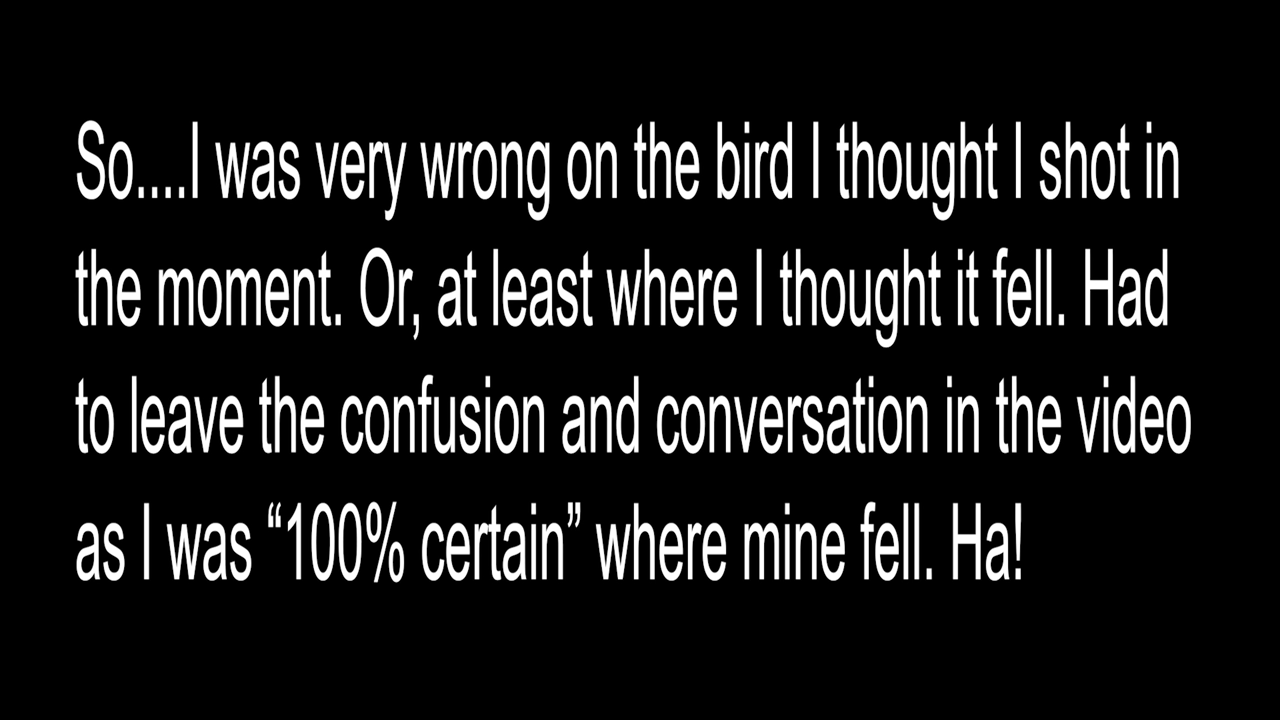 So....I was very wrong on the bird I thought I shot in
the moment. Or, at least where I thought it fell. Had
to leave the confusion and conversation in the video
as I was “100% certain” where mine fell. Ha!